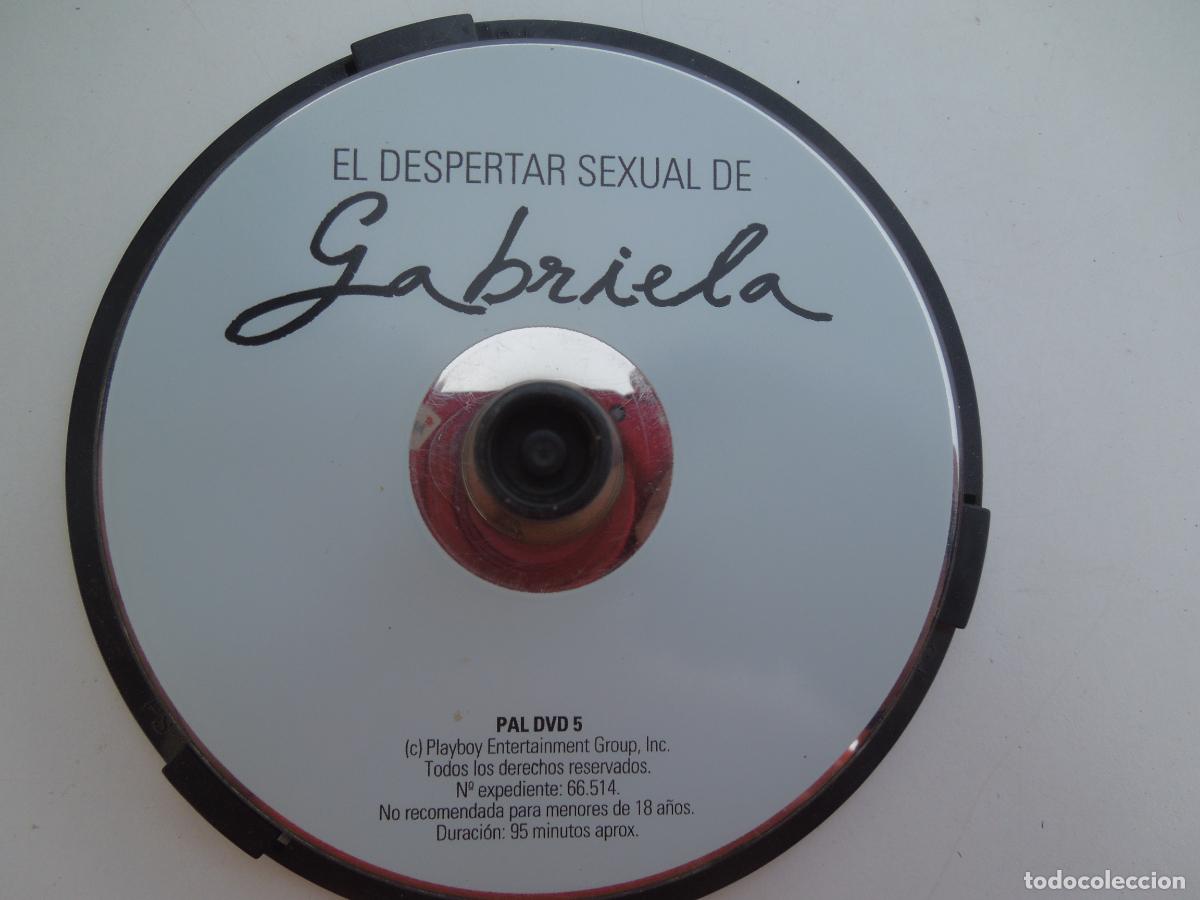 EL DESPERTAR SEXUAL DE
Gabriela
PAL DVD 5
(c) Playboy Entertainment Group, Inc.
Todos los derechos reservados.
Nº expediente: 66.514.
No recomendada para menores de 18 años.
Duración: 95 minutos aprox.
todocoleccion